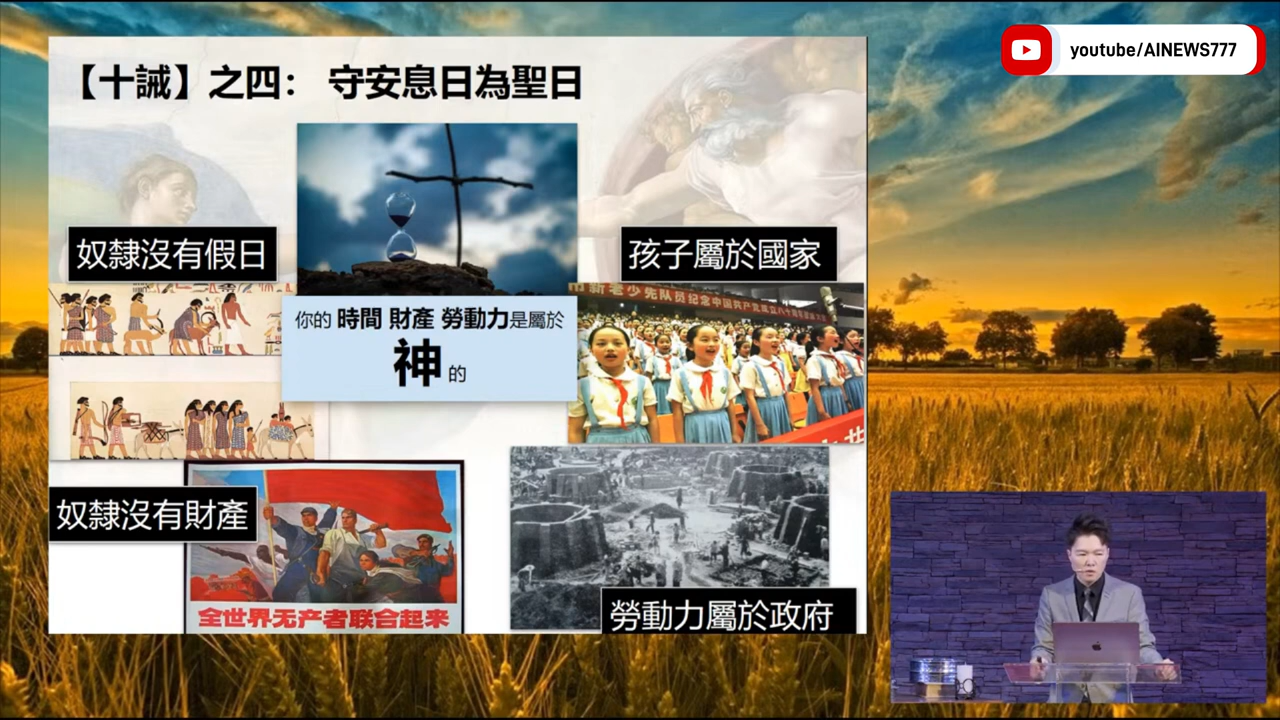 youtube/AINEWS777
【十誡】之四： 守安息日為聖日
奴隸沒有假日
孩子屬於國家
你的 時間 財產 勞動力是屬於
神 的
奴隸沒有財產
全世界无产者联合起来
勞動力屬於政府